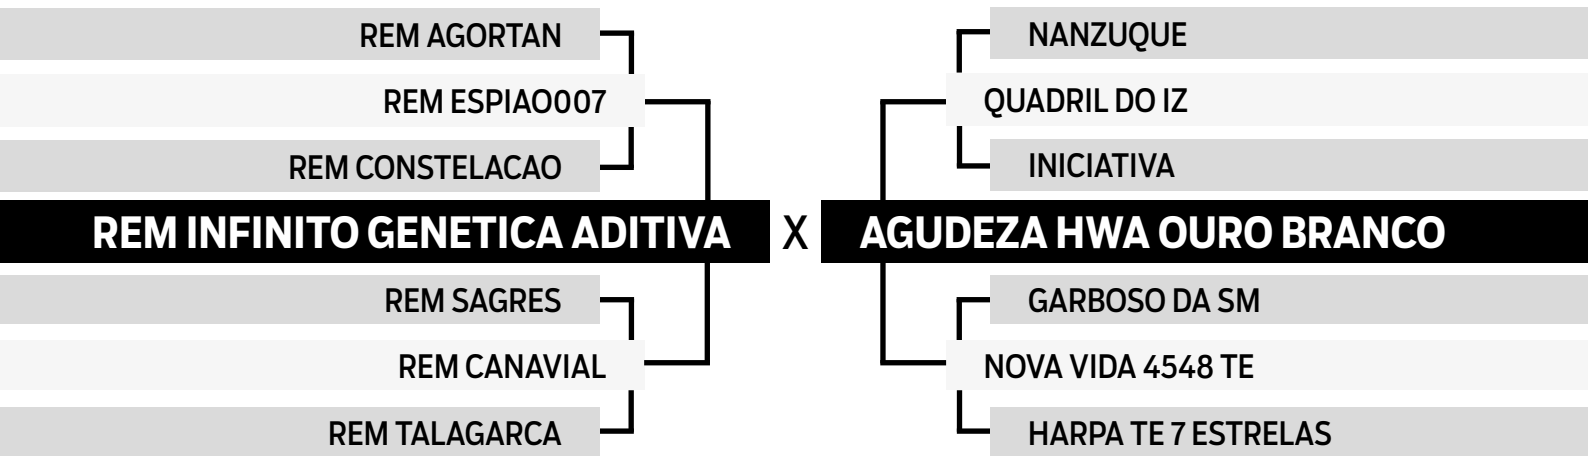 REM AGORTAN
NANZUQUE
REM ESPIAO007
QUADRIL DO IZ
REM CONSTELACAO
INICIATIVA
REM INFINITO GENETICA ADITIVA X AGUDEZA HWA OURO BRANCO
REM SAGRES
GARBOSO DA SM
REM CANAVIAL
NOVA VIDA 4548 TE
REM TALAGARCA
HARPA TE 7 ESTRELAS